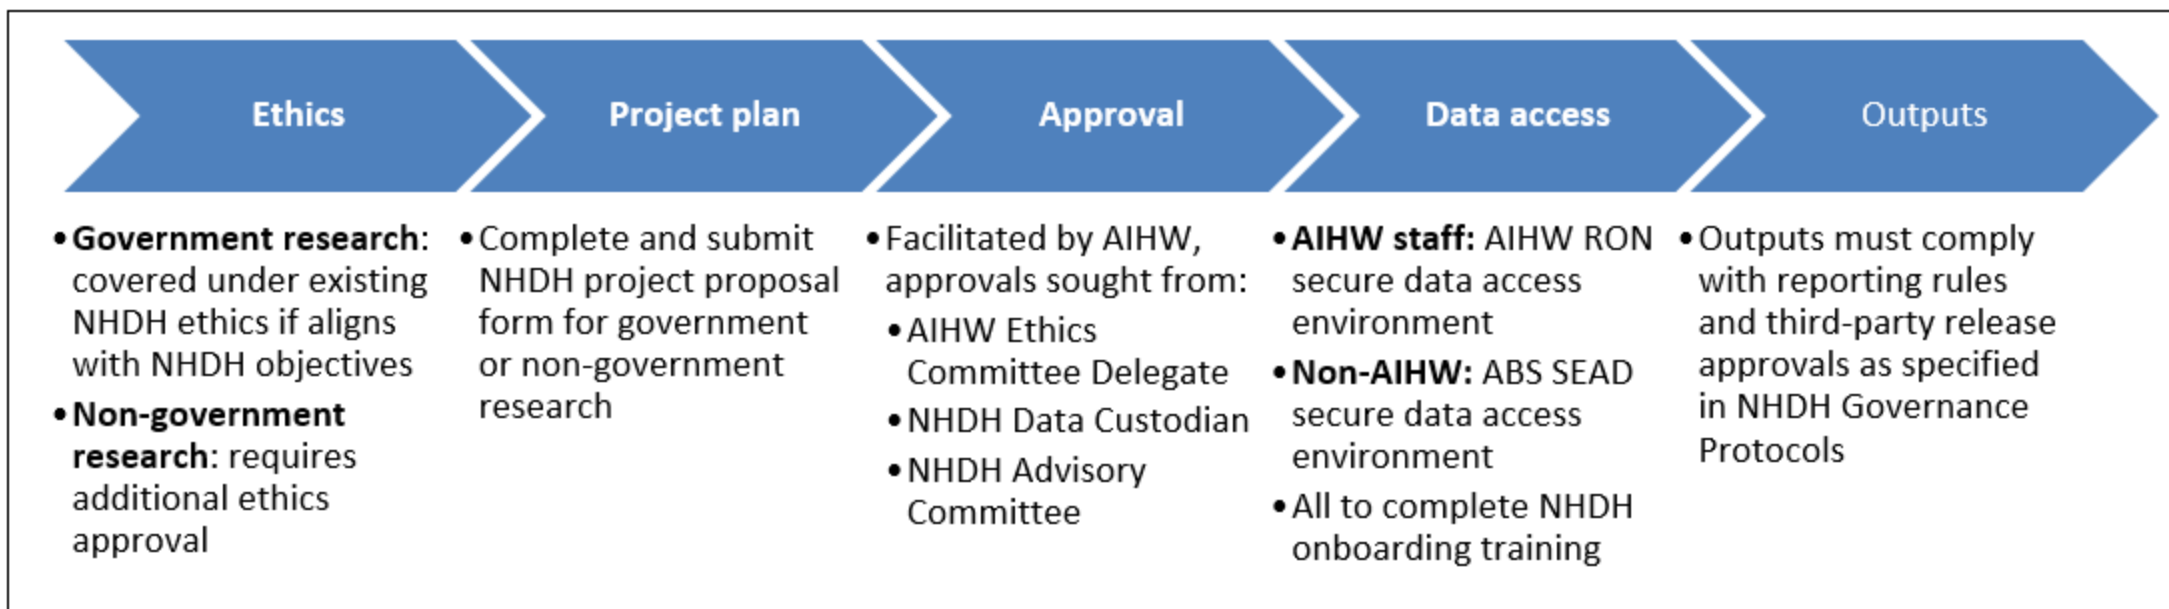 Ethics
Project plan
Approval
Data access
Outputs
•Government research:
covered under existing
NHDH ethics if aligns
with NHDH objectives
•Non-government
research: requires
additional ethics
approval
•Complete and submit
NHDH project proposal
form for government
or non-government
research
•Facilitated by AIHW,
approvals sought from:
•AIHW Ethics
Committee Delegate
•NHDH Data Custodian
•NHDH Advisory
Committee
•AIHW staff: AIHW RON
secure data access
environment
•Non-AIHW: ABS SEAD
secure data access
environment
•All to complete NHDH
onboarding training
•Outputs must comply
with reporting rules
and third-party release
approvals as specified
in NHDH Governance
Protocols